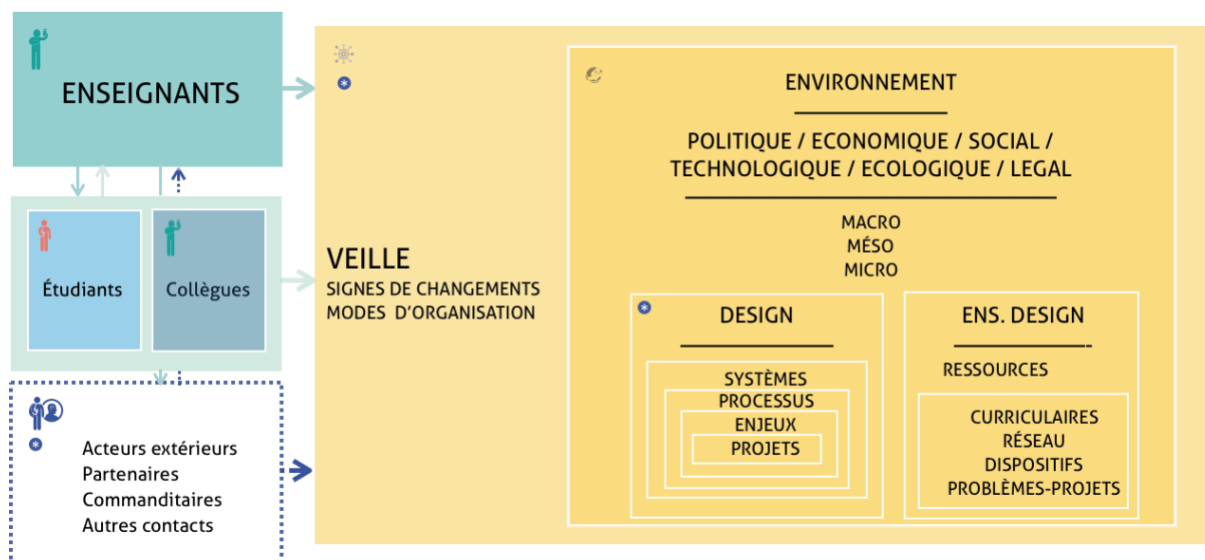 ENSEIGNANTS
Étudiants
Collègues
Acteurs extérieurs
Partenaires
Commanditaires
Autres contacts
VEILLE
SIGNES DE CHANGEMENTS
MODES D'ORGANISATION
ENVIRONNEMENT
POLITIQUE / ECONOMIQUE / SOCIAL /
TECHNOLOGIQUE / ECOLOGIQUE / LEGAL
MACRO
MÉSO
MICRO
DESIGN
SYSTÈMES
PROCESSUS
ENJEUX
PROJETS
ENS. DESIGN
RESSOURCES
CURRICULAIRES
RÉSEAU
DISPOSITIFS
PROBLÈMES-PROJETS